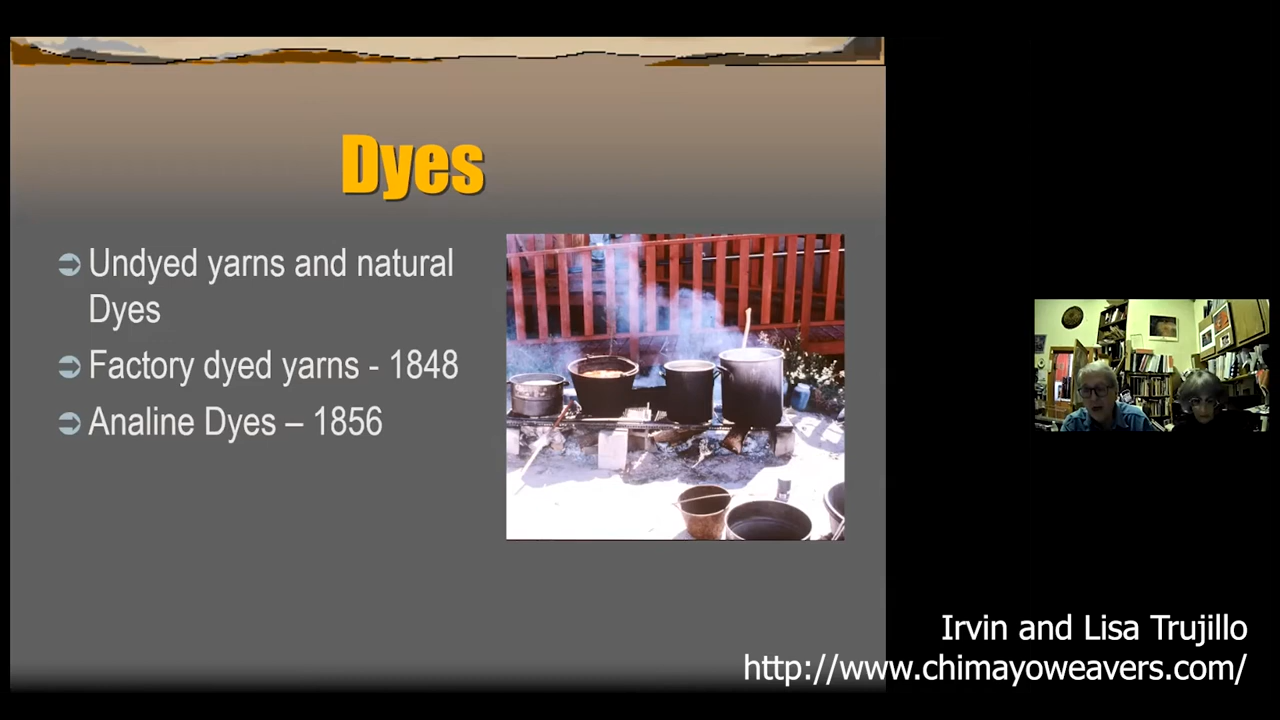 Dyes
Undyed yarns and natural
Dyes
Factory dyed yarns - 1848
Analine Dyes – 1856
Irvin and Lisa Trujillo
http://www.chimayoweavers.com/